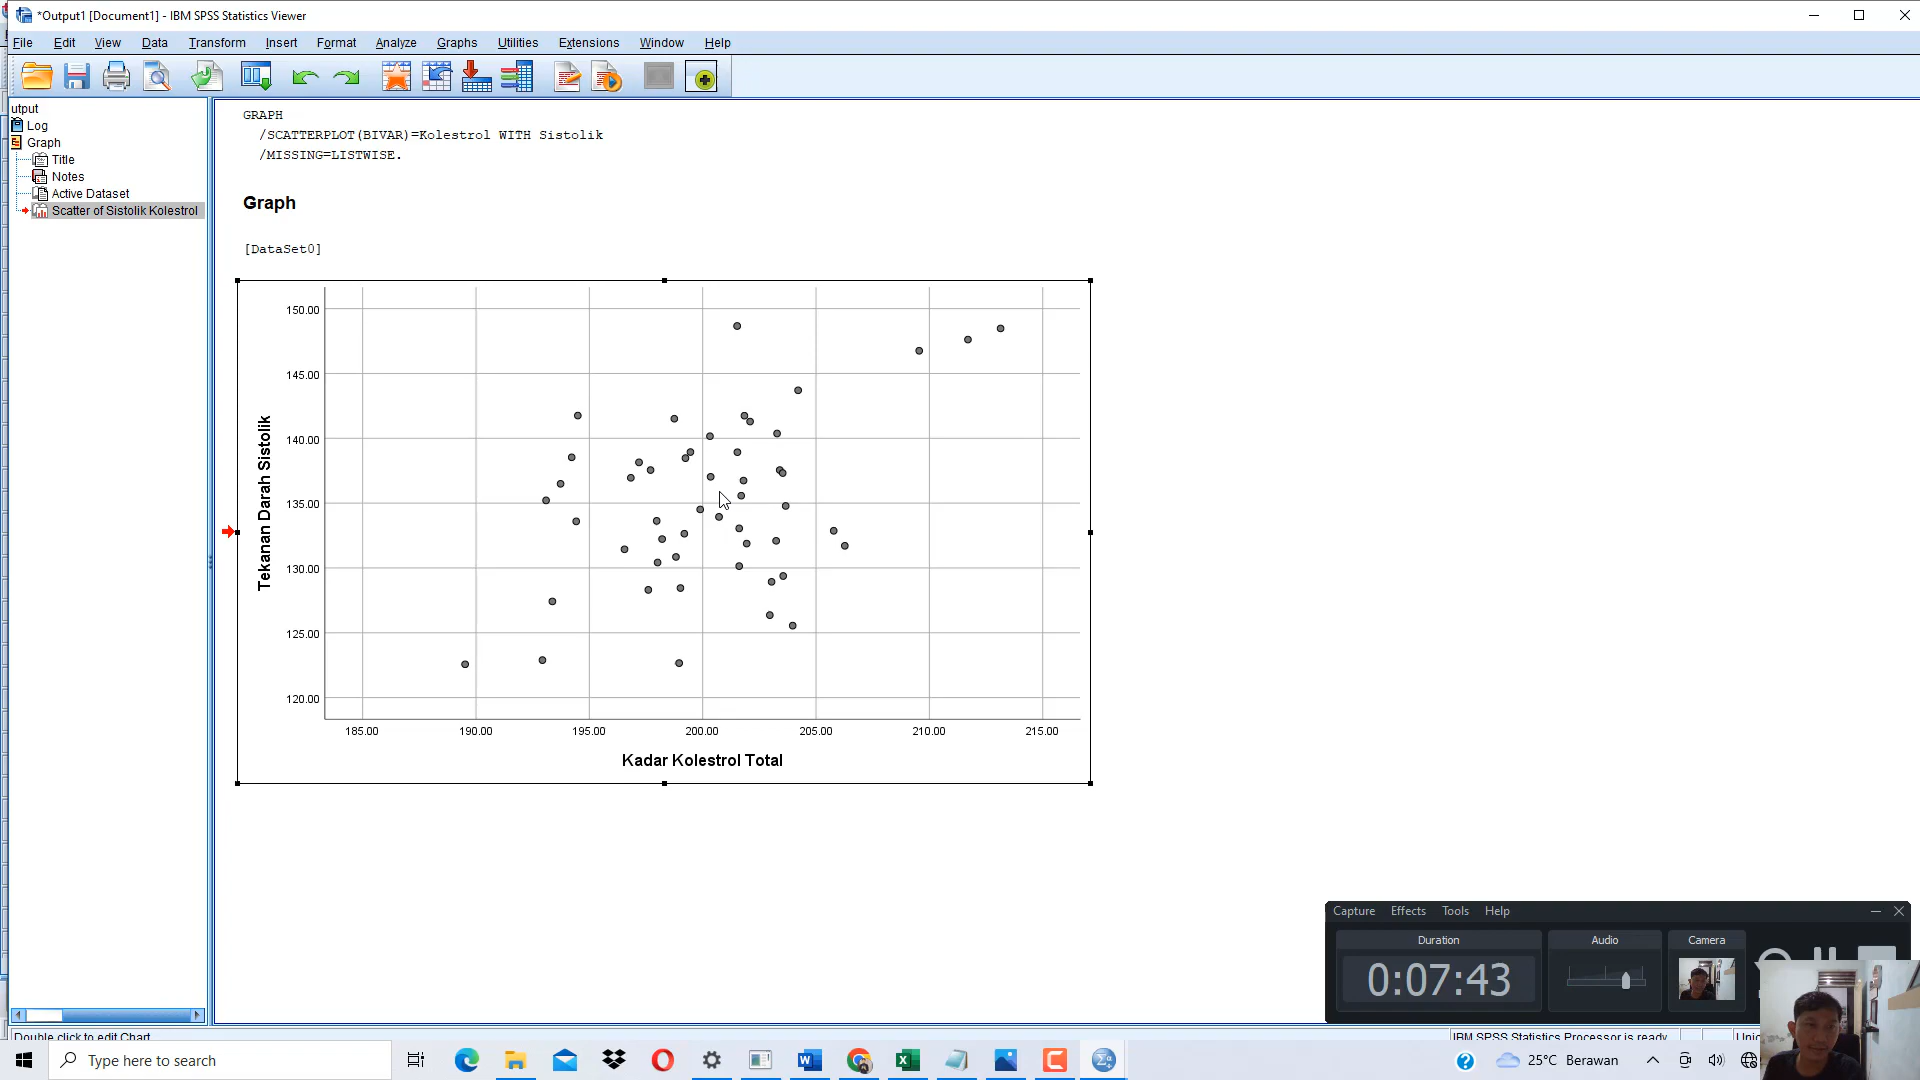 *Output1 [Document1] - IBM SPSS Statistics Viewer
File Edit View Data Transform Insert Format Analyze Graphs Utilities Extensions Window Help
utput
Log
Graph
Title
Notes
Active Dataset
Scatter of Sistolik Kolestrol
GRAPH
/SCATTERPLOT(BIVAR)=Kolestrol WITH Sistolik
/MISSING=LISTWISE.
Graph
[DataSet0]
150.00
145.00
140.00
135.00
130.00
125.00
120.00
Tekanan Darah Sistolik
185.00 190.00 195.00 200.00 205.00 210.00 215.00
Kadar Kolestrol Total
Capture Effects Tools Help
Duration Audio Camera
0:07:43
Double click to edit Chart
IBM SPSS Statistics Processor is ready
Unic
Type here to search
25°C Berawan